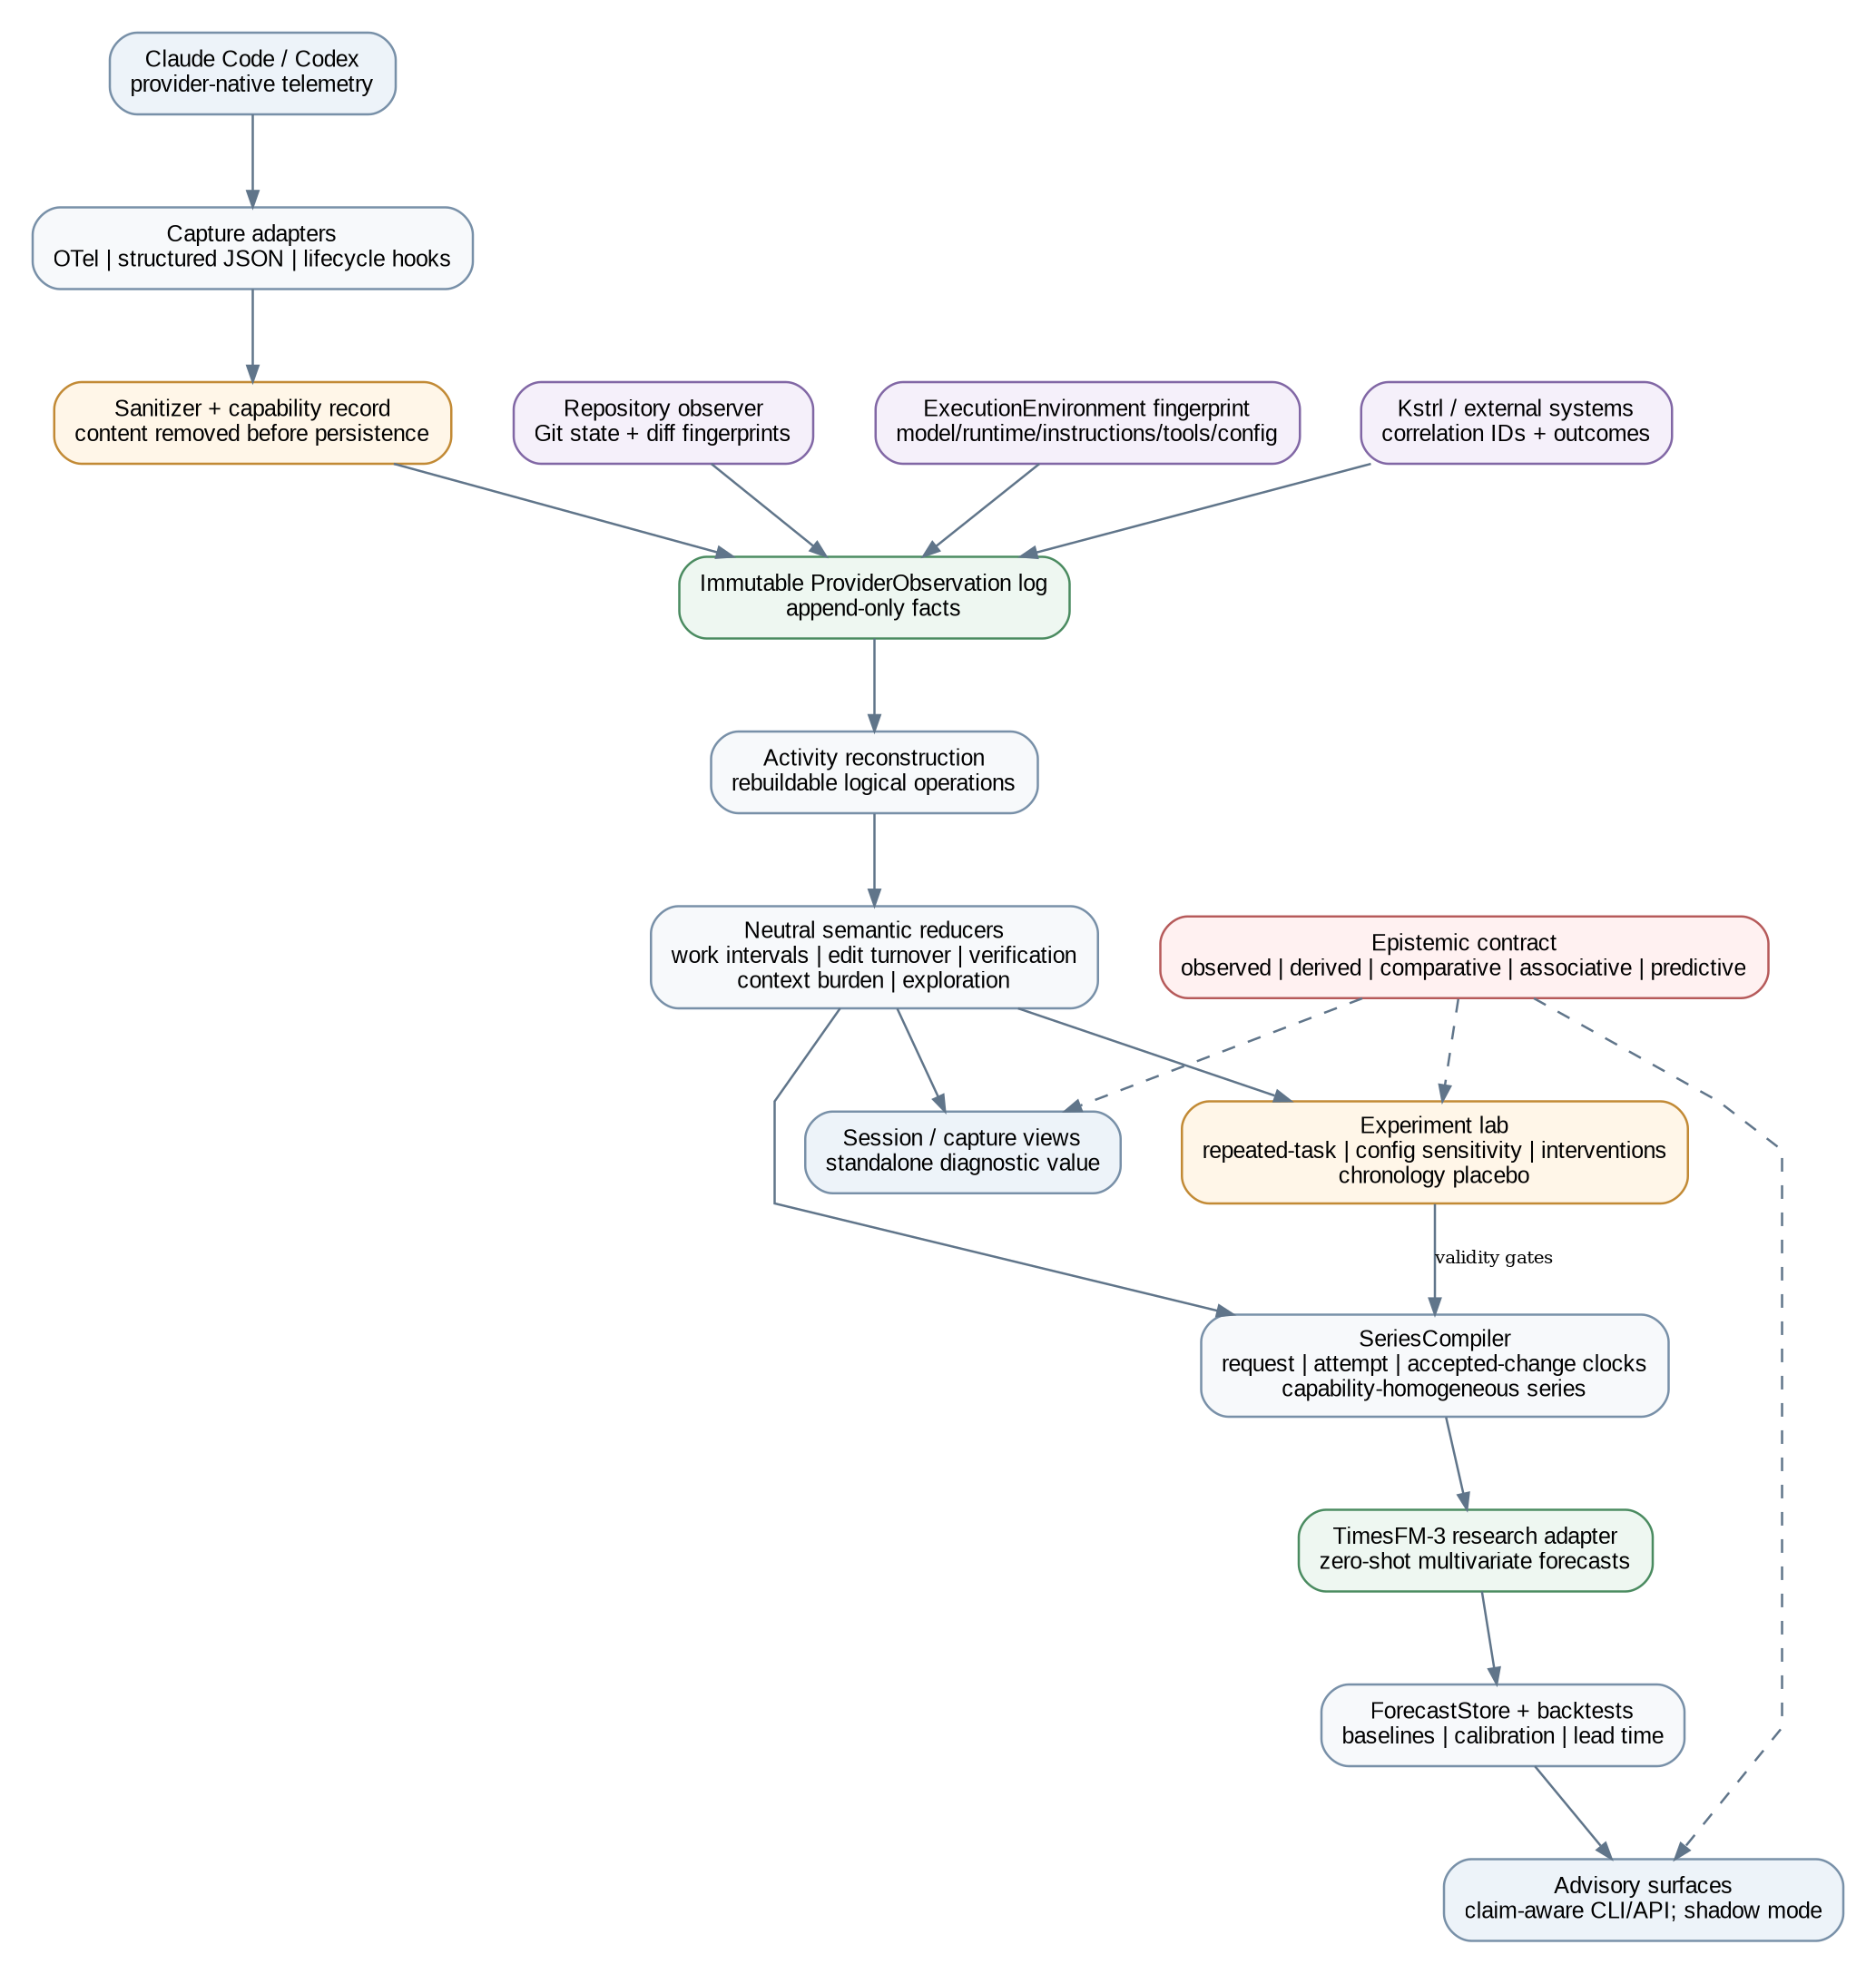 Claude Code / Codex
provider-native telemetry
Capture adapters
OTel | structured JSON | lifecycle hooks
Sanitizer + capability record
content removed before persistence
Repository observer
Git state + diff fingerprints
ExecutionEnvironment fingerprint
model/runtime/instructions/tools/config
Kstrl / external systems
correlation IDs + outcomes
Immutable ProviderObservation log
append-only facts
Activity reconstruction
rebuildable logical operations
Neutral semantic reducers
work intervals | edit turnover | verification
context burden | exploration
Epistemic contract
observed | derived | comparative | associative | predictive
Session / capture views
standalone diagnostic value
Experiment lab
repeated-task | config sensitivity | interventions
chronology placebo
validity gates
SeriesCompiler
request | attempt | accepted-change clocks
capability-homogeneous series
TimesFM-3 research adapter
zero-shot multivariate forecasts
ForecastStore + backtests
baselines | calibration | lead time
Advisory surfaces
claim-aware CLI/API; shadow mode